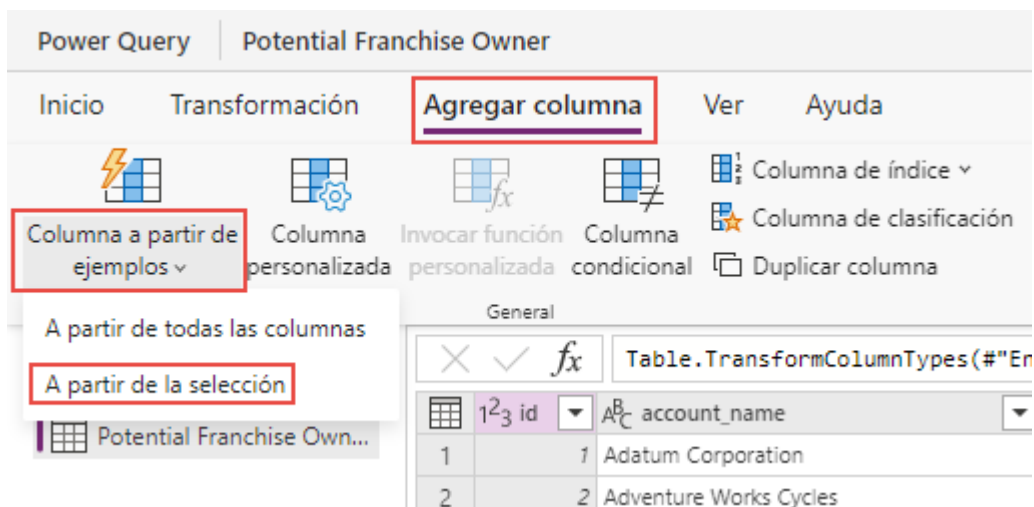 Power Query Potential Franchise Owner
Inicio Transformación Agregar columna Ver Ayuda
Columna a partir de
ejemplos
Columna
personalizada
Invocar función
personalizada
Columna
condicional
Columna de índice
Columna de clasificación
Duplicar columna
General
A partir de todas las columnas
A partir de la selección
Potential Franchise Own...
fx Table.TransformColumnTypes(#"En
123 id ABC account_name
1 1 Adatum Corporation
2 2 Adventure Works Cycles